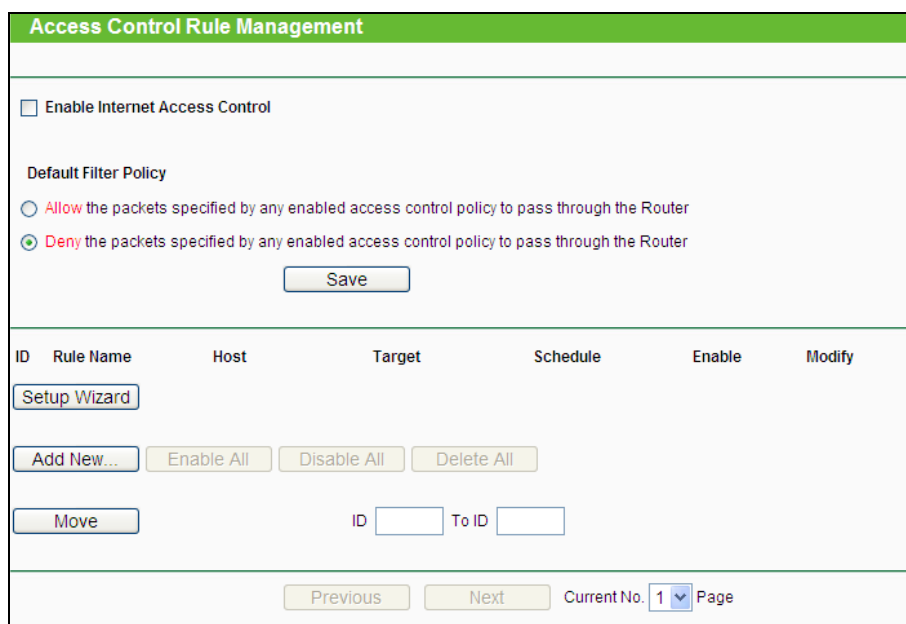 Access Control Rule Management
Enable Internet Access Control
Default Filter Policy
Allow the packets specified by any enabled access control policy to pass through the Router
Deny the packets specified by any enabled access control policy to pass through the Router
Save
ID Rule Name Host Target Schedule Enable Modify
Setup Wizard
Add New... Enable All Disable All Delete All
Move ID To ID
Previous Next Current No. 1 Page